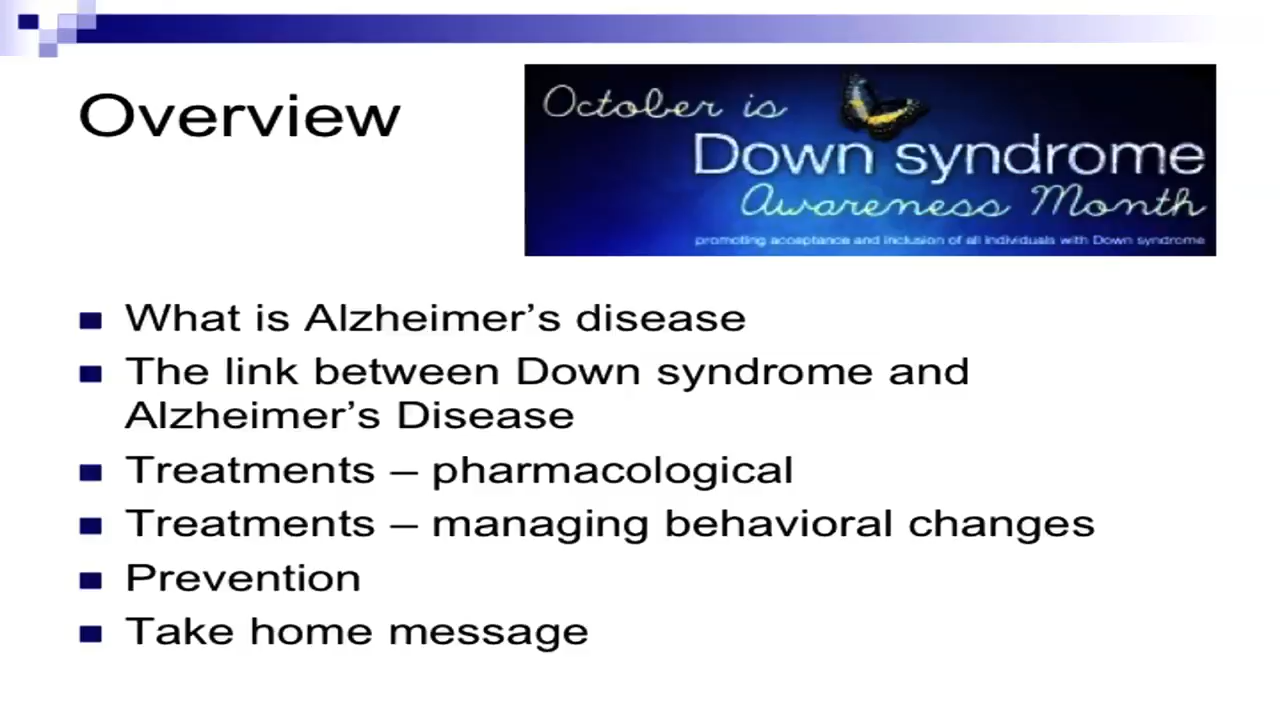 Overview
October is
Down syndrome
Awareness Month
promoting acceptance and inclusion of all individuals with Down syndrome
What is Alzheimer’s disease
The link between Down syndrome and
Alzheimer’s Disease
Treatments – pharmacological
Treatments – managing behavioral changes
Prevention
Take home message